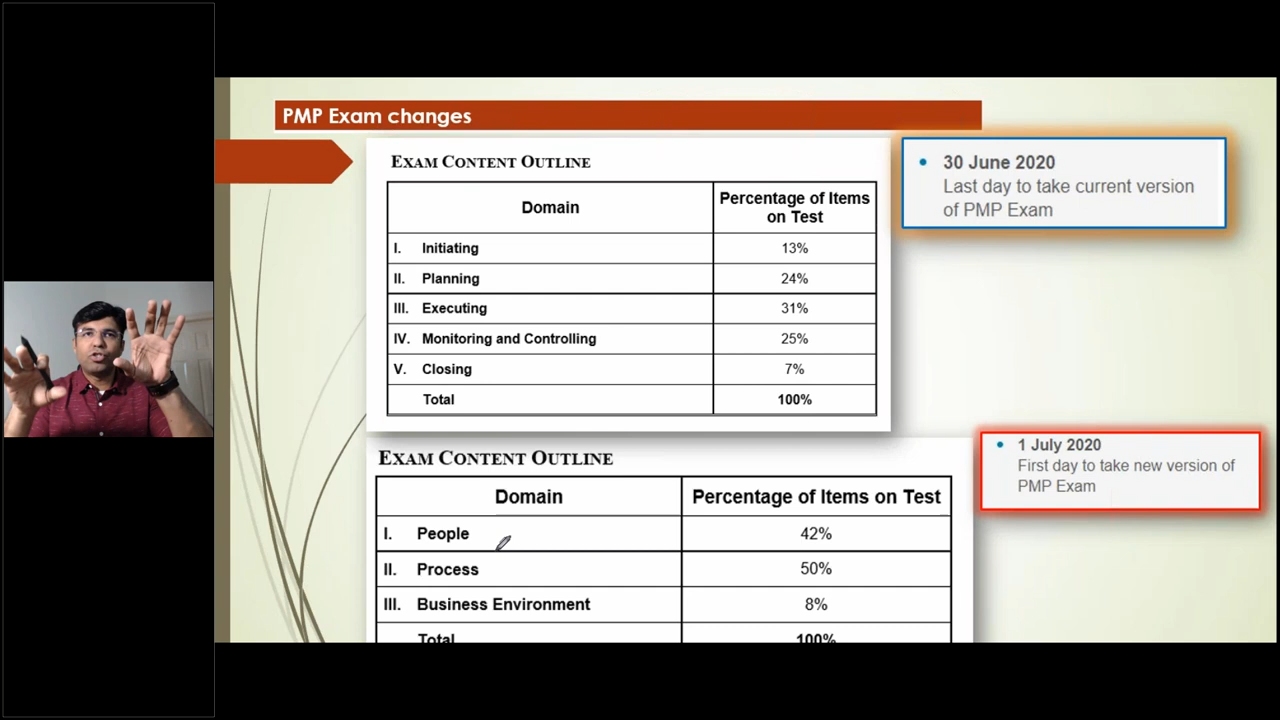 PMP Exam changes
EXAM CONTENT OUTLINE
Domain
Percentage of Items
on Test
I. Initiating 13%
II. Planning 24%
III. Executing 31%
IV. Monitoring and Controlling 25%
V. Closing 7%
Total 100%
• 30 June 2020
Last day to take current version
of PMP Exam
EXAM CONTENT OUTLINE
Domain Percentage of Items on Test
I. People 42%
II. Process 50%
III. Business Environment 8%
Total 100%
• 1 July 2020
First day to take new version of
PMP Exam